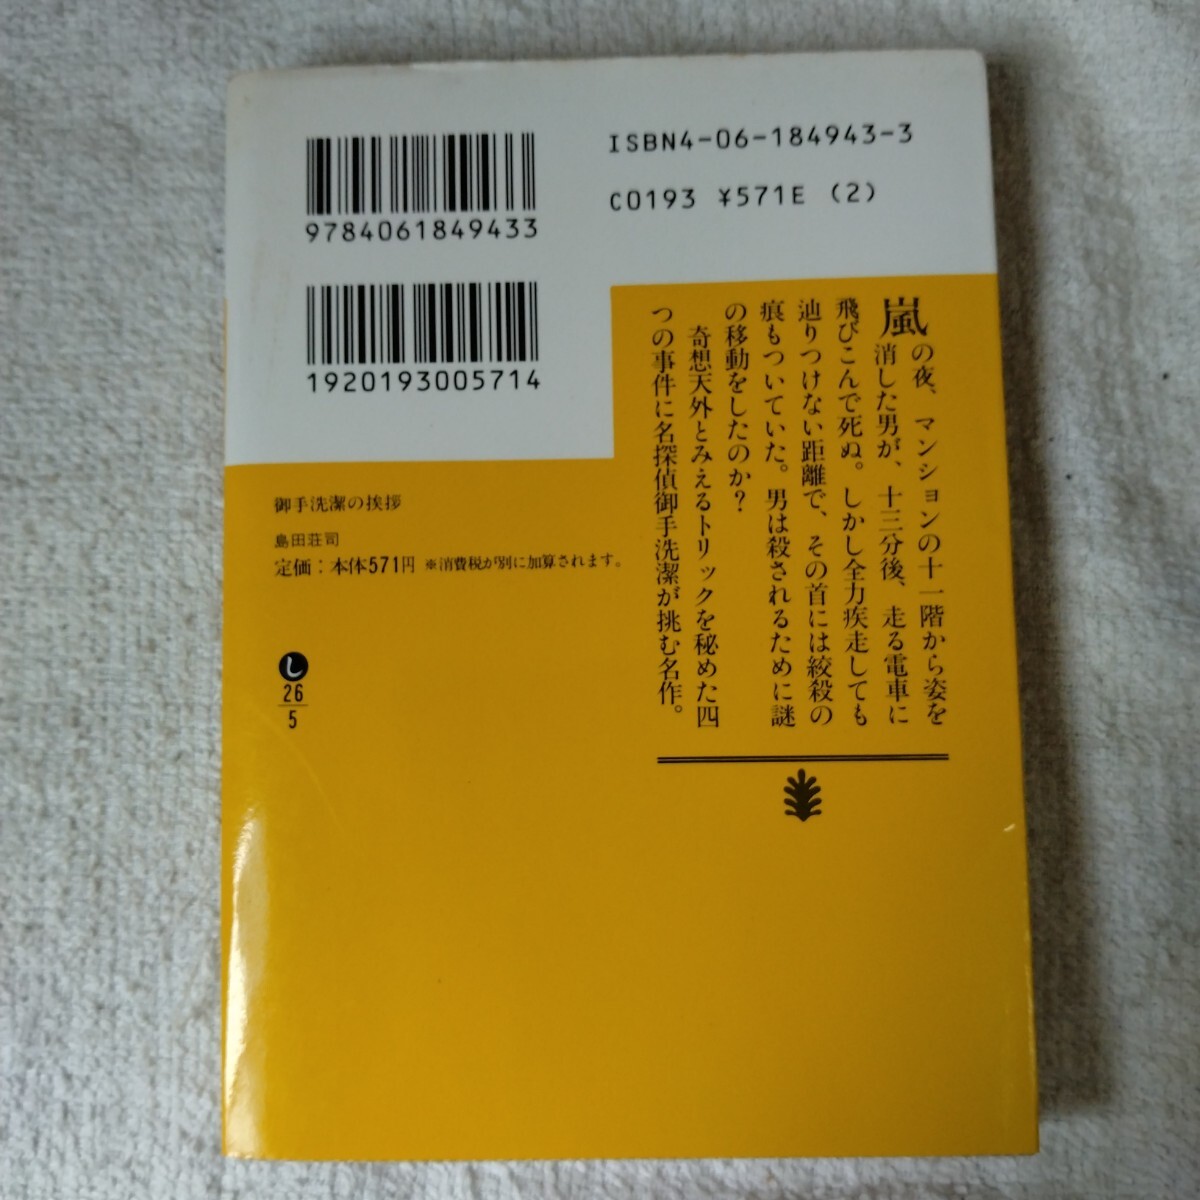 ISBN4-06-184943-3
C0193 ¥571E (2)
9784061849433
1920193005714
嵐の夜、マンションの十一階から姿を
消した男が、十三分後、走る電車に
飛びこんで死ぬ。しかし全力疾走しても
辿りつけない距離で、その首には絞殺の
痕もついていた。男は殺されるために謎
の移動をしたのか？
奇想天外とみえるトリックを秘めた四
つの事件に名探偵御手洗潔が挑む名作。
御手洗潔の挨拶
島田荘司
定価：本体571円 ※消費税が別に加算されます。
し
26
5